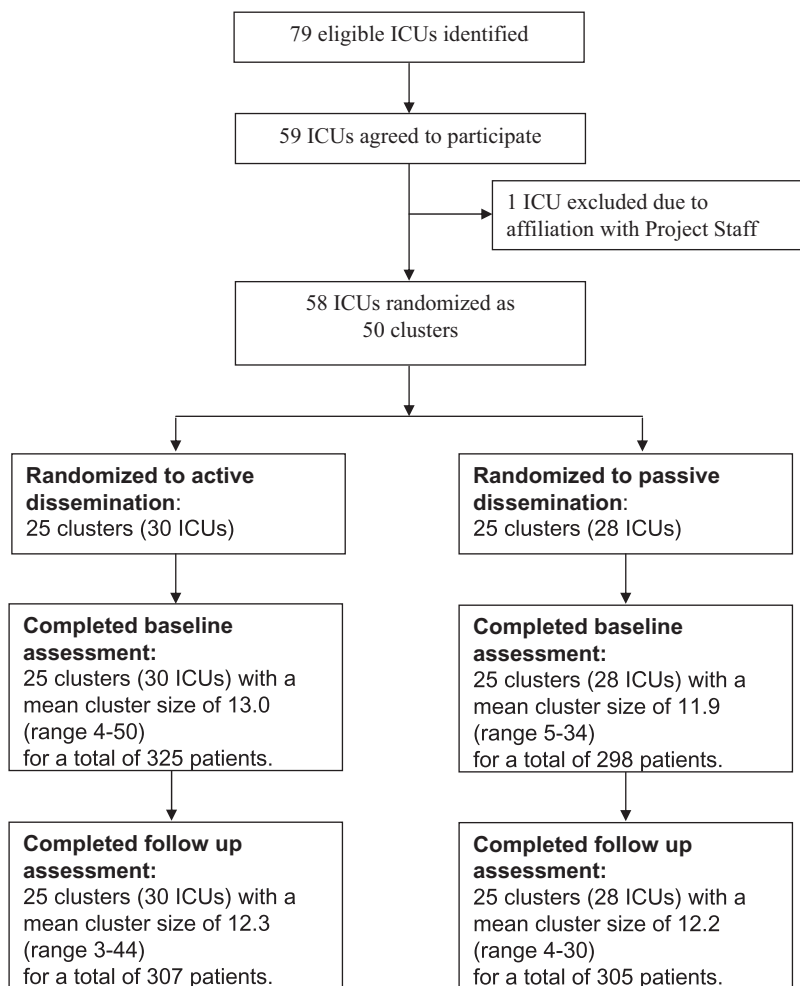 79 eligible ICUs identified
59 ICUs agreed to participate
1 ICU excluded due to
affiliation with Project Staff
58 ICUs randomized as
50 clusters
Randomized to active
dissemination:
25 clusters (30 ICUs)
Randomized to passive
dissemination:
25 clusters (28 ICUs)
Completed baseline
assessment:
25 clusters (30 ICUs) with a
mean cluster size of 13.0
(range 4-50)
for a total of 325 patients.
Completed baseline
assessment:
25 clusters (28 ICUs) with a
mean cluster size of 11.9
(range 5-34)
for a total of 298 patients.
Completed follow up
assessment:
25 clusters (30 ICUs) with a
mean cluster size of 12.3
(range 3-44)
for a total of 307 patients.
Completed follow up
assessment:
25 clusters (28 ICUs) with a
mean cluster size of 12.2
(range 4-30)
for a total of 305 patients.